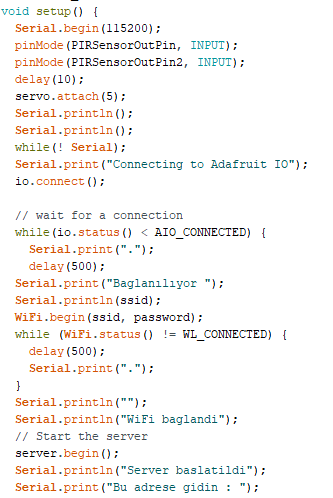 void setup() {
  Serial.begin(115200);
  pinMode(PIRSensorOutPin, INPUT);
  pinMode(PIRSensorOutPin2, INPUT);
  delay(10);
  servo.attach(5);
  Serial.println();
  Serial.println();
  while(! Serial);
  Serial.print("Connecting to Adafruit IO");
  io.connect();

  // wait for a connection
  while(io.status() < AIO_CONNECTED) {
    Serial.print(".");
    delay(500);
  Serial.print("Baglanılıyor ");
  Serial.println(ssid);
  WiFi.begin(ssid, password);
  while (WiFi.status() != WL_CONNECTED) {
    delay(500);
    Serial.print(".");
  }
  Serial.println("");
  Serial.println("WiFi baglandi");
  // Start the server
  server.begin();
  Serial.println("Server baslatildi");
  Serial.print("Bu adrese gidin : ");